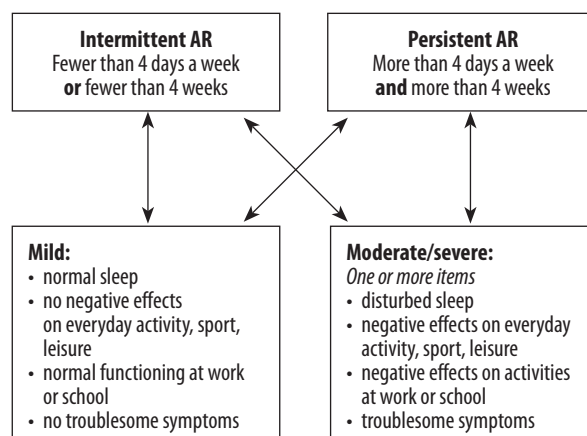 Intermittent AR
Fewer than 4 days a week
or fewer than 4 weeks
Persistent AR
More than 4 days a week
and more than 4 weeks
Mild:
• normal sleep
• no negative effects
on everyday activity, sport,
leisure
• normal functioning at work
or school
• no troublesome symptoms
Moderate/severe:
One or more items
• disturbed sleep
• negative effects on everyday
activity, sport, leisure
• negative effects on activities
at work or school
• troublesome symptoms